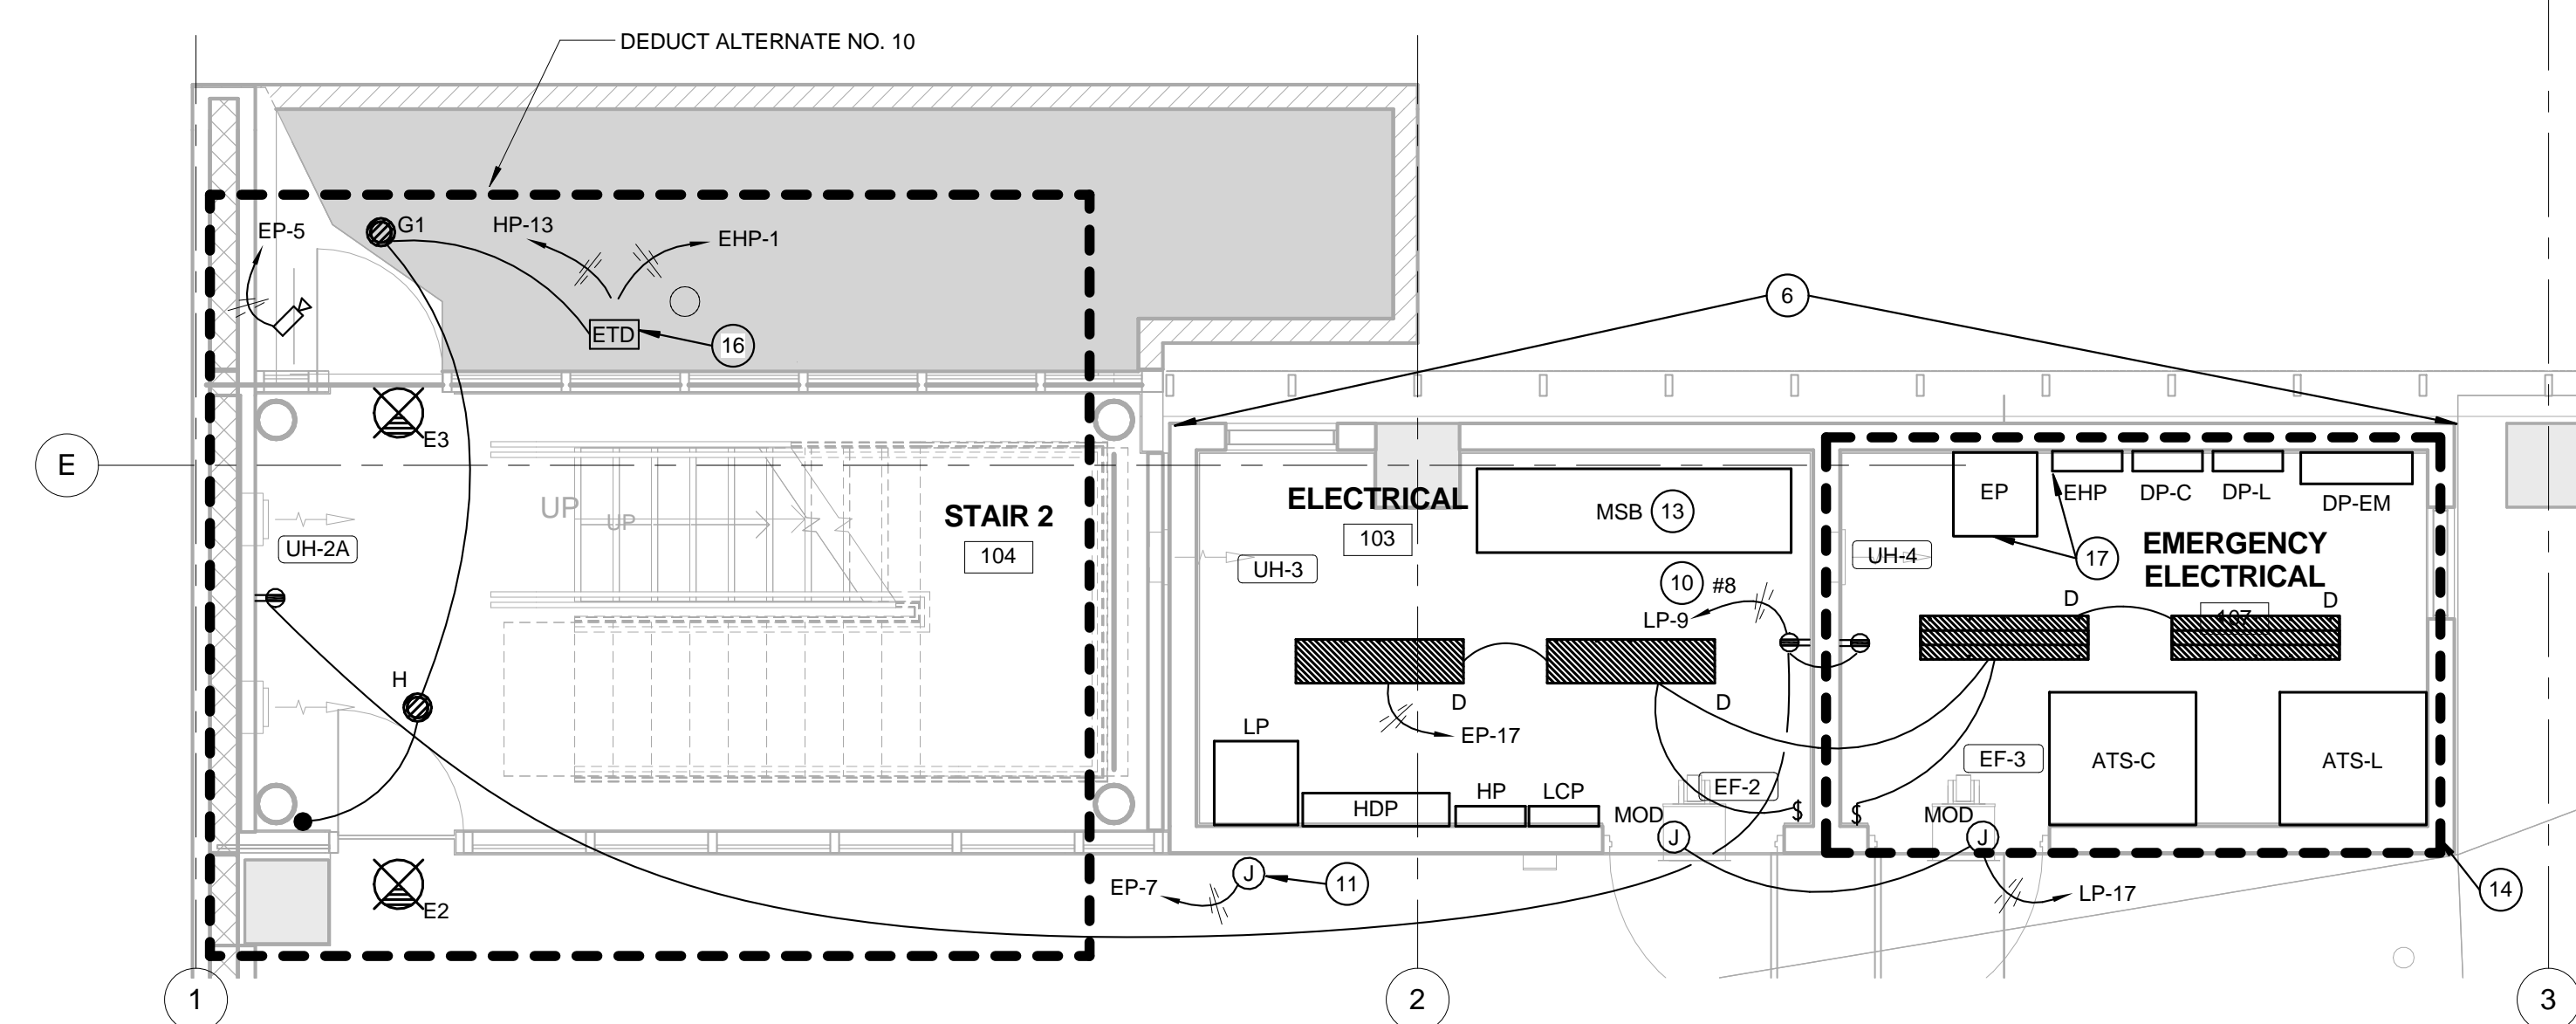 DEDUCT ALTERNATE NO. 10
EP-5
G1
HP-13
EHP-1
ETD
16
6
E
E3
UP
UP
STAIR 2
104
UH-2A
H
E2
ELECTRICAL
103
MSB
13
UH-3
10
#8
LP-9
D
D
EP-17
LP
HDP
HP
LCP
EF-2
MOD
J
$
EP-7
J
11
EP
EHP
DP-C
DP-L
DP-EM
17
EMERGENCY
ELECTRICAL
107
UH-4
D
D
EF-3
ATS-C
ATS-L
$
MOD
J
LP-17
14
1
2
3